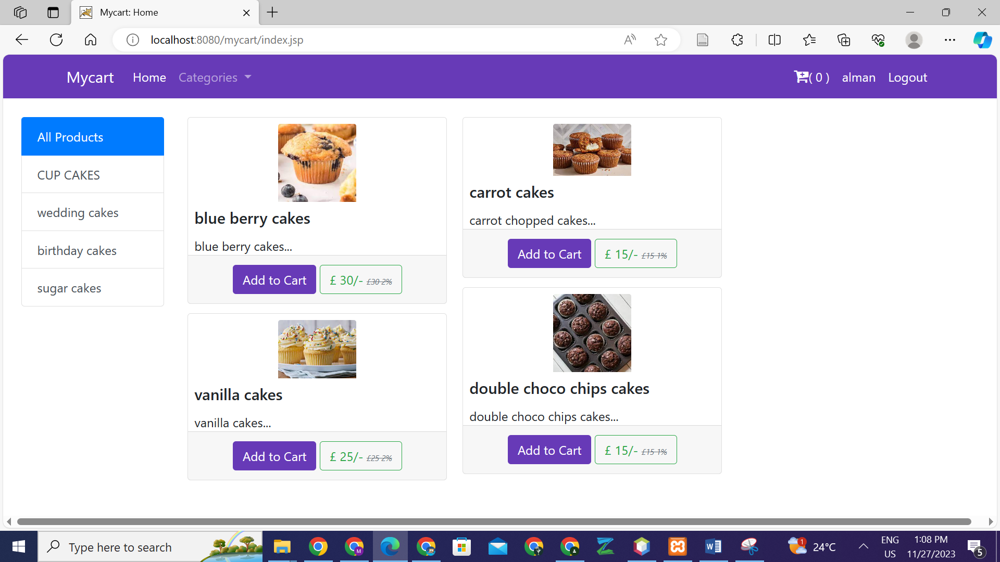 Mycart: Home
localhost:8080/mycart/index.jsp
Mycart Home Categories
( 0 ) alman Logout
All Products
CUP CAKES
wedding cakes
birthday cakes
sugar cakes
blue berry cakes
blue berry cakes...
Add to Cart £ 30/- £30 2%
vanilla cakes
vanilla cakes...
Add to Cart £ 25/- £25 2%
carrot cakes
carrot chopped cakes...
Add to Cart £ 15/- £15 1%
double choco chips cakes
double choco chips cakes...
Add to Cart £ 15/- £15 1%
Type here to search
M
1
24°C
ENG
US
1:08 PM
11/27/2023
5